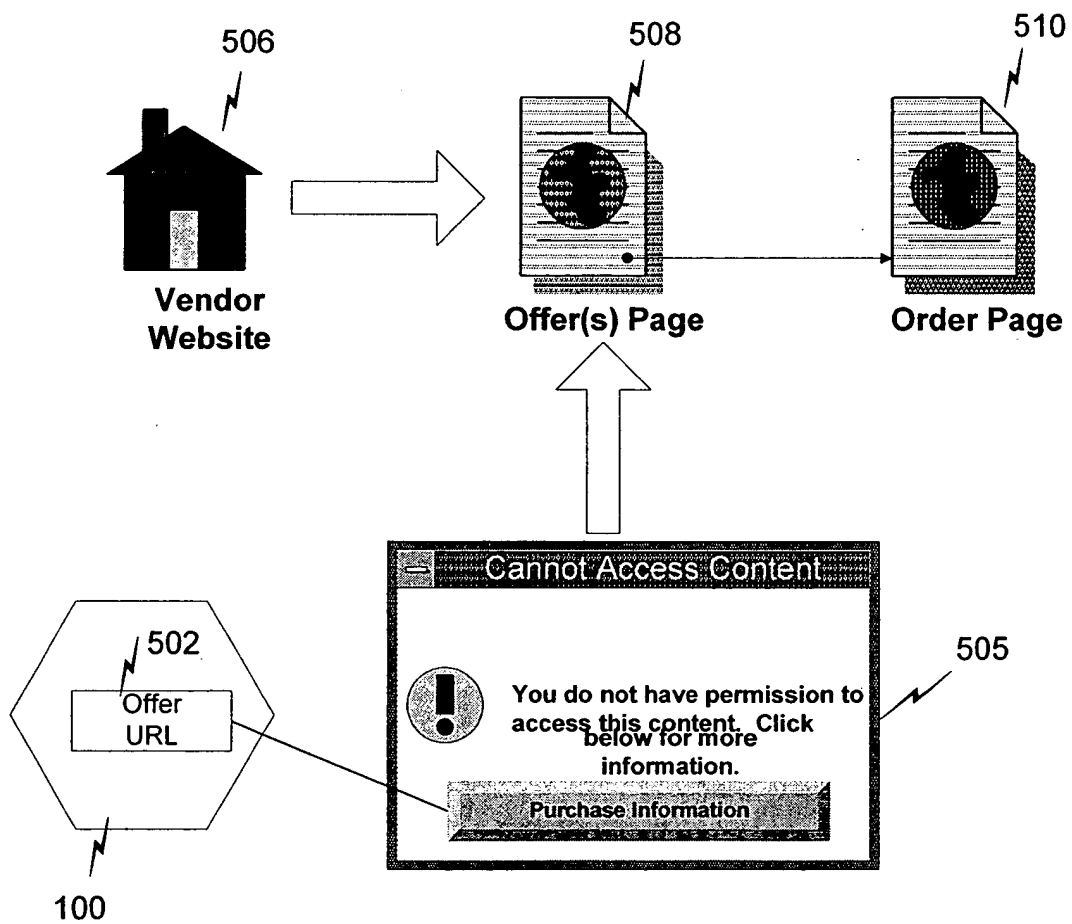 506
508
510
Vendor
Website
Offer(s) Page
Order Page
Cannot Access Content
502
Offer
URL
505
You do not have permission to
access this content. Click
below for more
information.
Purchase Information
100